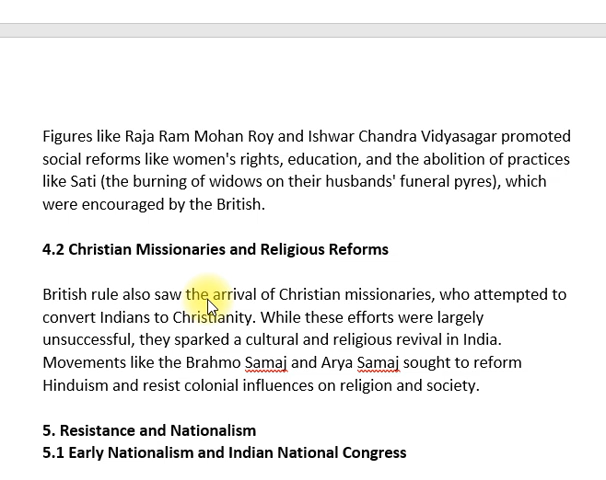 Figures like Raja Ram Mohan Roy and Ishwar Chandra Vidyasagar promoted
social reforms like women's rights, education, and the abolition of practices
like Sati (the burning of widows on their husbands' funeral pyres), which
were encouraged by the British.
4.2 Christian Missionaries and Religious Reforms
British rule also saw the arrival of Christian missionaries, who attempted to
convert Indians to Christianity. While these efforts were largely
unsuccessful, they sparked a cultural and religious revival in India.
Movements like the Brahmo Samaj and Arya Samaj sought to reform
Hinduism and resist colonial influences on religion and society.
5. Resistance and Nationalism
5.1 Early Nationalism and Indian National Congress